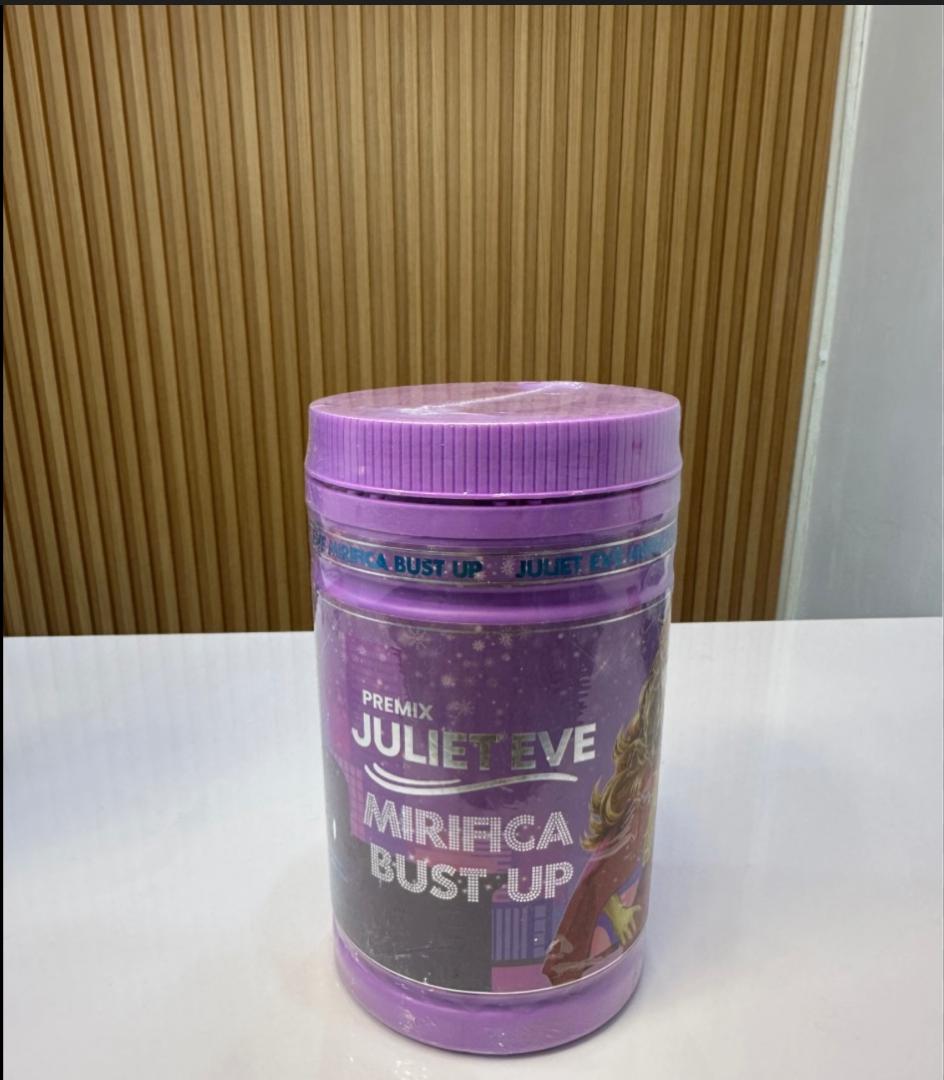 MIRIFICA BUST UP JULIET EVE
PREMIX
JULIET EVE
MIRIFICA
BUST UP